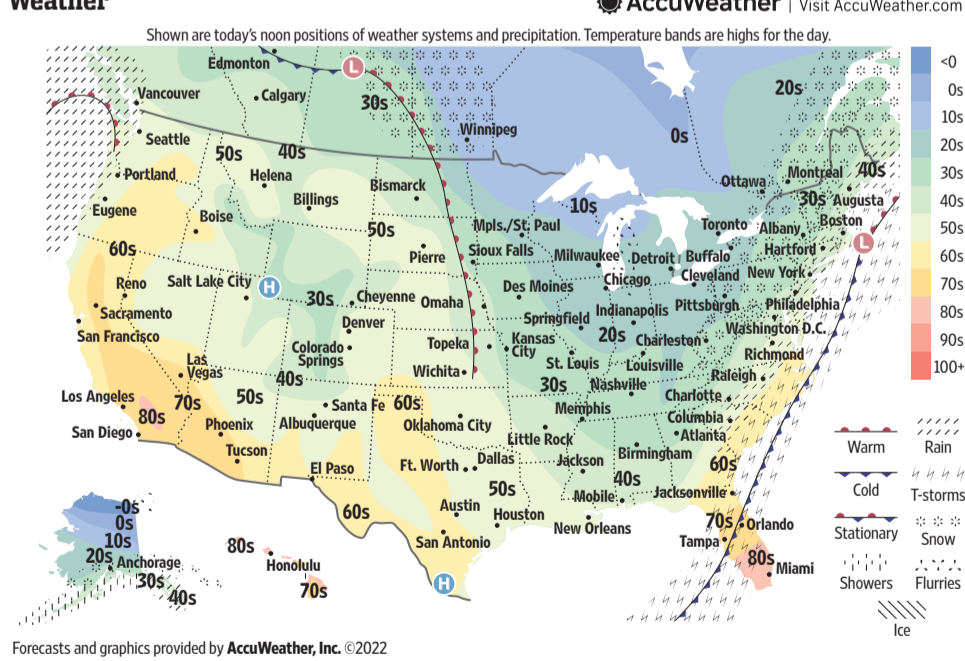 Weather
AccuWeather | Visit AccuWeather.com
Shown are today's noon positions of weather systems and precipitation. Temperature bands are highs for the day.
Edmonton
L
Calgary
Vancouver
30s
20s
Winnipeg
0s
Seattle
50s
40s
Portland
Helena
Bismarck
Ottawa
Montreal
40s
Billings
10s
30s
Augusta
Eugene
Boise
50s
Mpls./St. Paul
Toronto
Albany
Boston
60s
Pierre
Sioux Falls
Milwaukee
Detroit
Buffalo
Hartford
L
Reno
Salt Lake City
H
Chicago
Cleveland
New York
30s
Cheyenne
Omaha
Des Moines
Pittsburgh
Philadelphia
Sacramento
Denver
Springfield
Indianapolis
San Francisco
Topeka
Kansas
City
20s
Charleston
Washington D.C.
Colorado
Springs
St. Louis
Louisville
Richmond
Las
Vegas
40s
Wichita
30s
Nashville
Raleigh
Los Angeles
80s
70s
50s
Santa Fe
60s
Memphis
Charlotte
San Diego
Phoenix
Albuquerque
Oklahoma City
Little Rock
Columbia
Atlanta
Tucson
El Paso
Ft. Worth
Dallas
Jackson
Birmingham
60s
50s
40s
Mobile
Jacksonville
60s
Austin
Houston
New Orleans
70s
Orlando
San Antonio
Tampa
H
80s
Miami
-0s
0s
10s
20s
Anchorage
30s
40s
80s
Honolulu
70s
<0
0s
10s
20s
30s
40s
50s
60s
70s
80s
90s
100+
Warm
Rain
Cold
T-storms
Stationary
Snow
Showers
Flurries
Ice
Forecasts and graphics provided by AccuWeather, Inc. ©2022